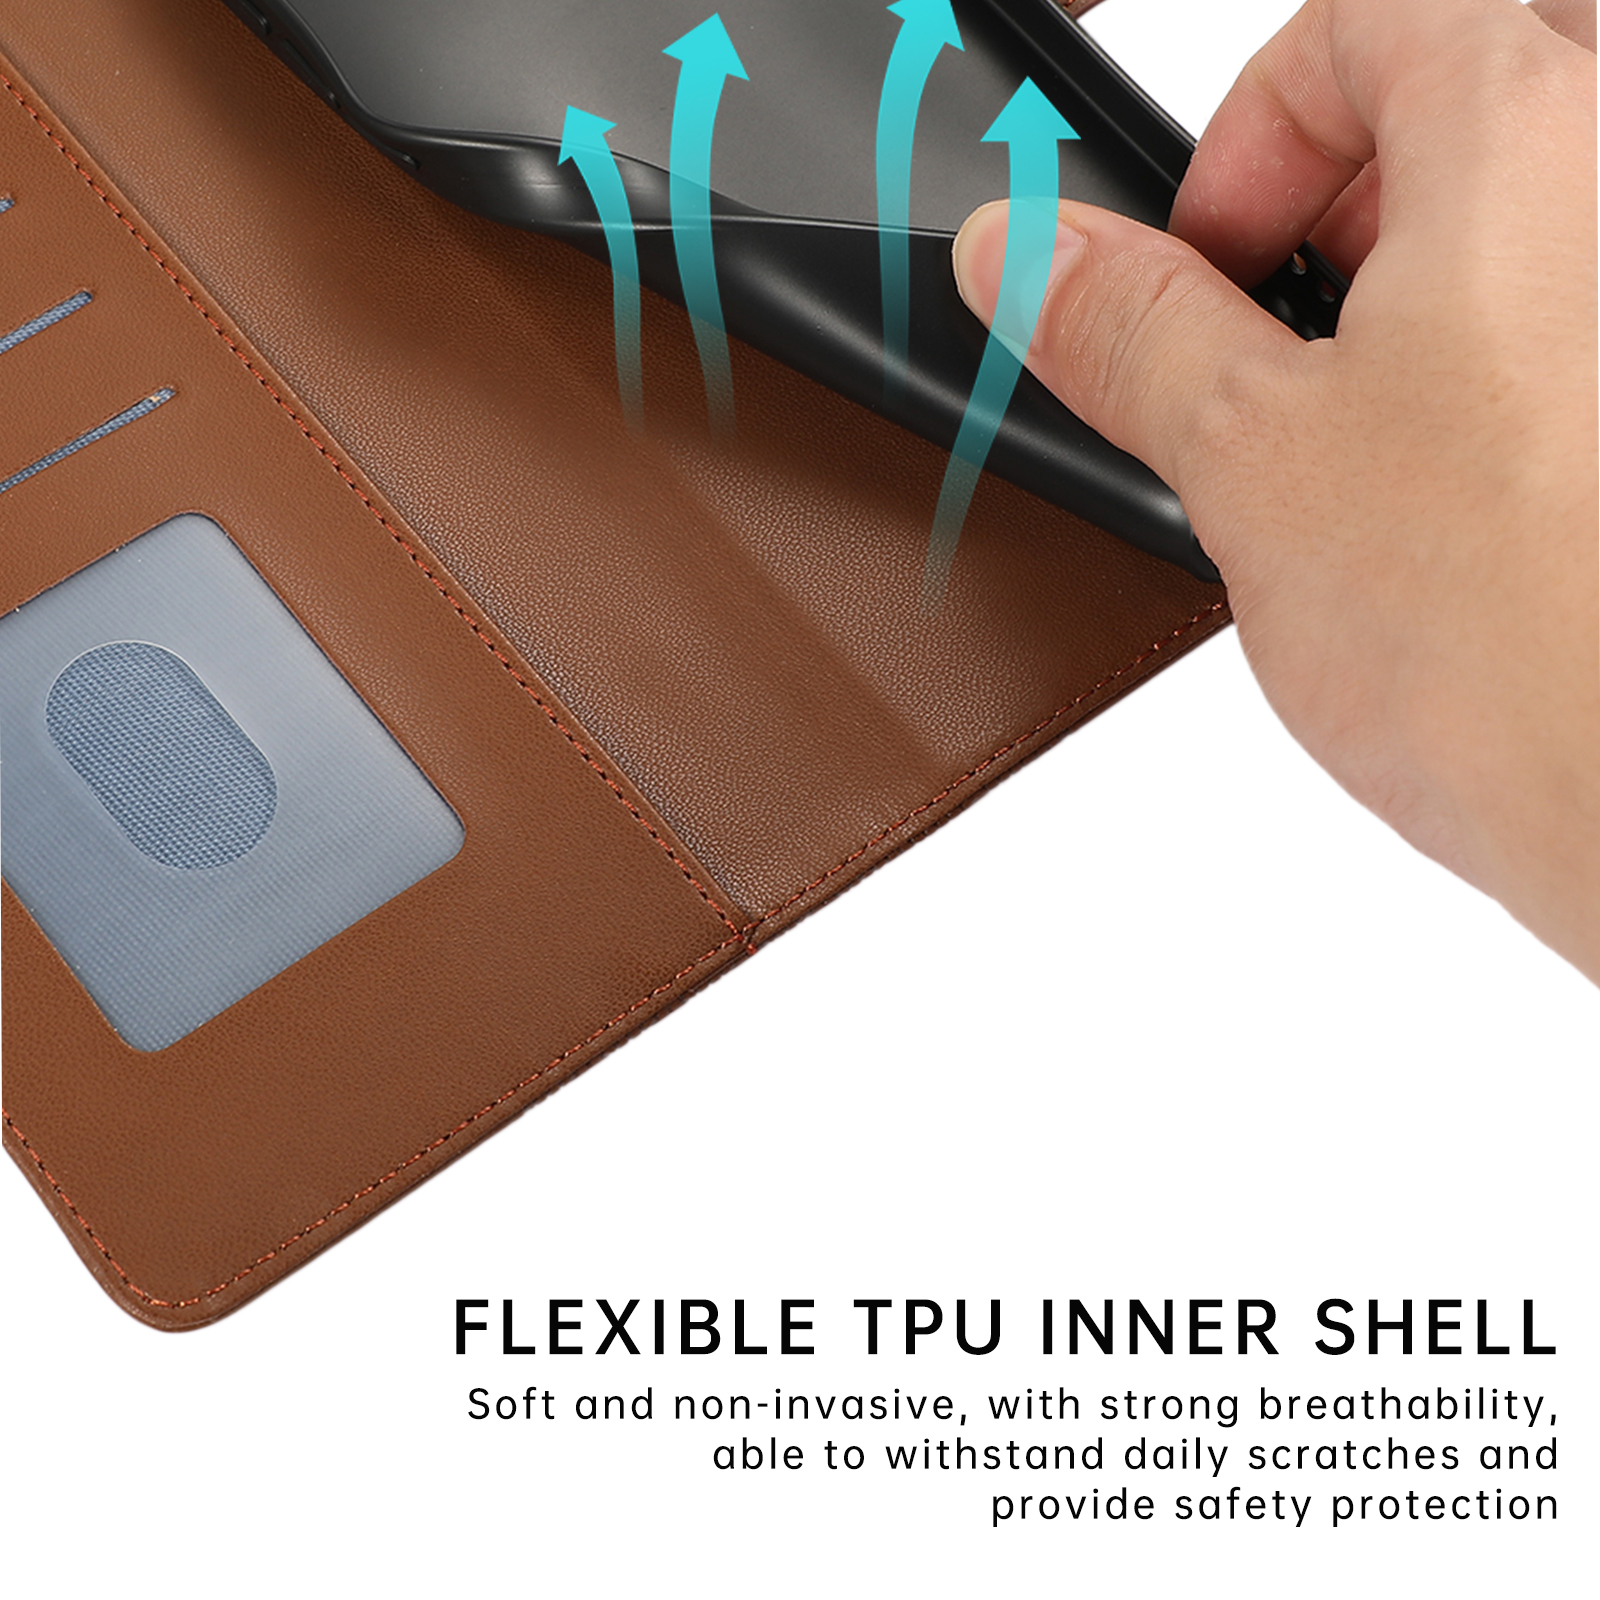 FLEXIBLE TPU INNER SHELL
Soft and non-invasive, with strong breathability,
able to withstand daily scratches and
provide safety protection